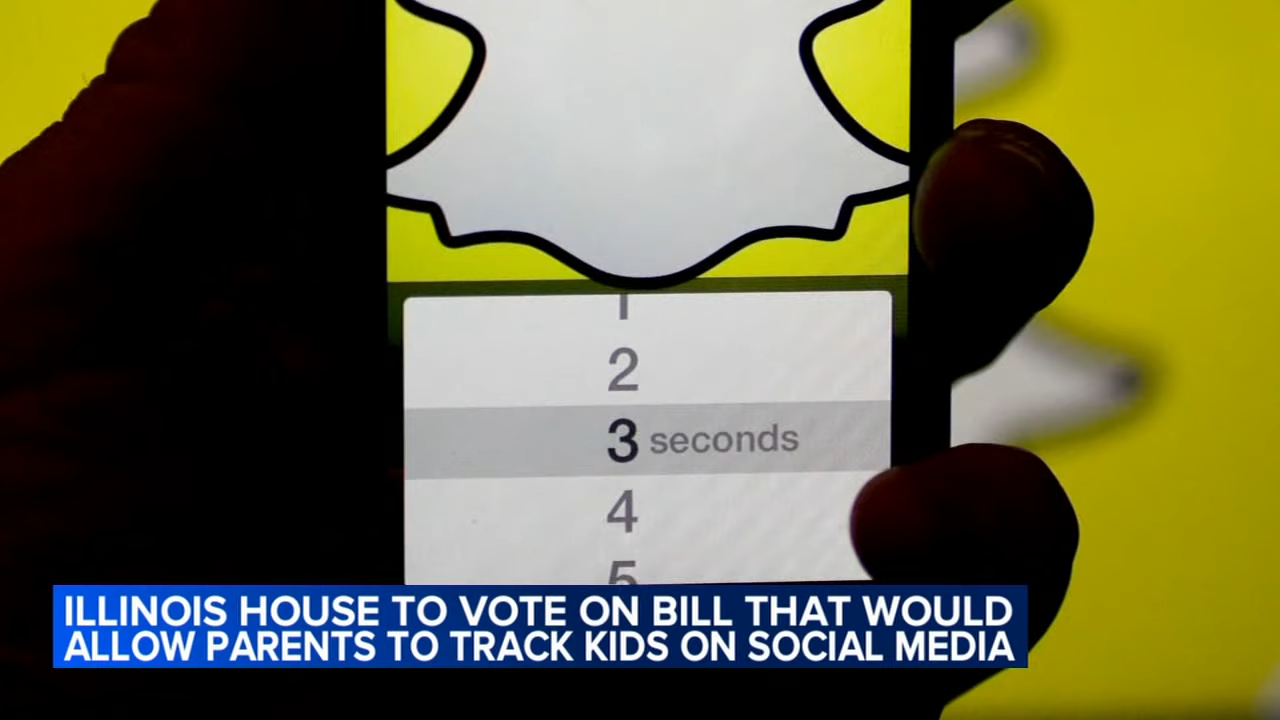 1
2
3 seconds
4
5
ILLINOIS HOUSE TO VOTE ON BILL THAT WOULD
ALLOW PARENTS TO TRACK KIDS ON SOCIAL MEDIA